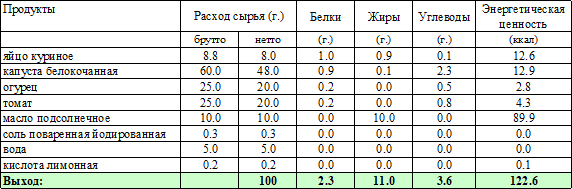 Продукты Расход сырья (г.) Белки Жиры Углеводы Энергетическая ценность
брутто нетто (г.) (г.) (г.) (ккал)
яйцо куриное 8.8 8.0 1.0 0.9 0.1 12.6
капуста белокочанная 60.0 48.0 0.9 0.1 2.3 12.9
огурец 25.0 20.0 0.2 0.0 0.5 2.8
томат 25.0 20.0 0.2 0.0 0.8 4.3
масло подсолнечное 10.0 10.0 0.0 10.0 0.0 89.9
соль поваренная йодированная 0.3 0.3 0.0 0.0 0.0 0.0
вода 5.0 5.0 0.0 0.0 0.0 0.0
кислота лимонная 0.2 0.2 0.0 0.0 0.0 0.1
Выход: 100 2.3 11.0 3.6 122.6